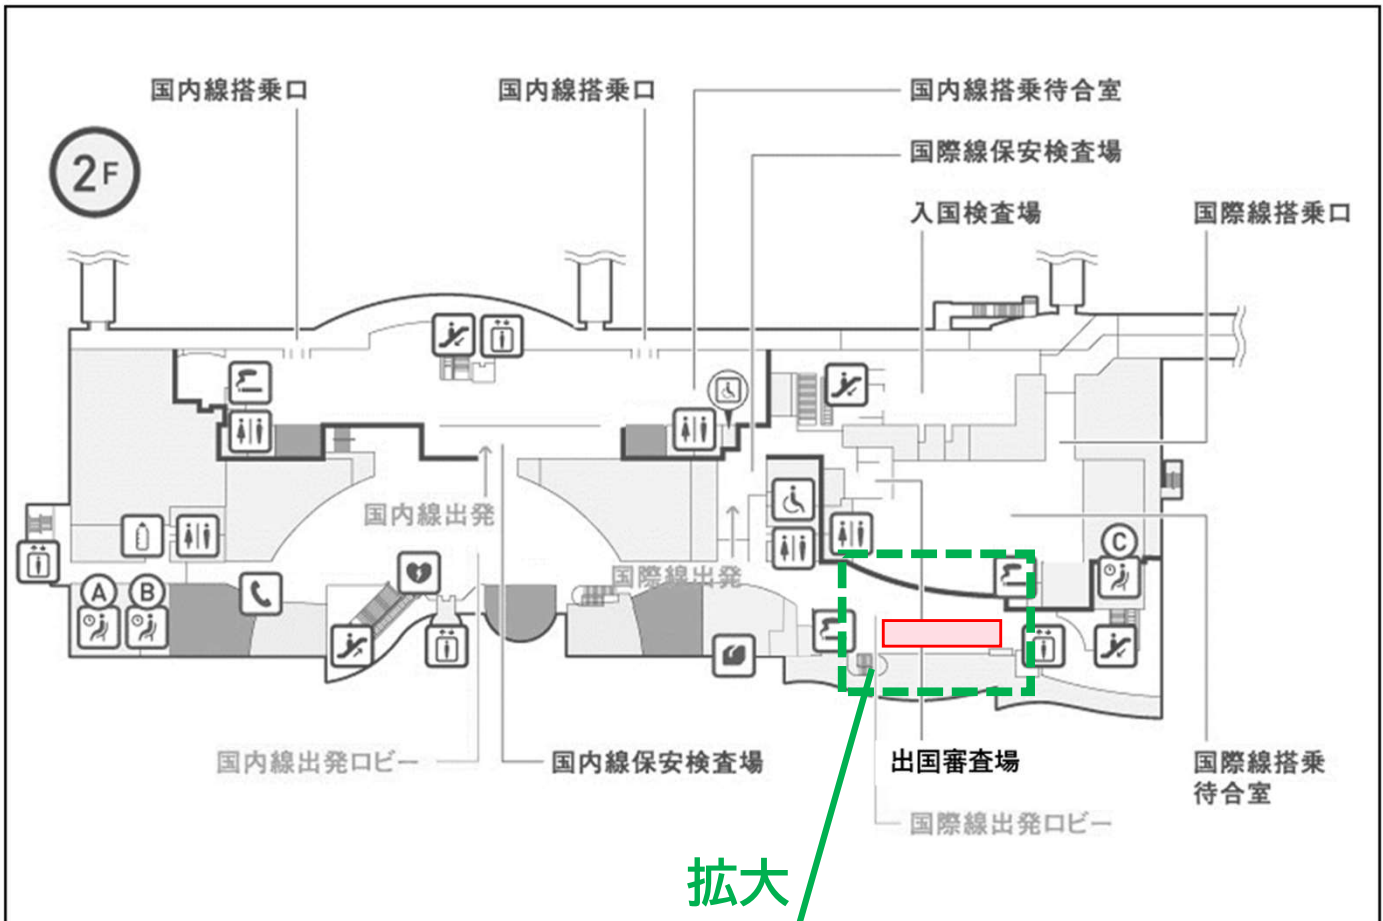 国内線搭乗口
国内線搭乗口
国内線搭乗待合室
国際線保安検査場
入国検査場
国際線搭乗口
2F
国内線出発
国際線出発
A
B
C
国内線出発ロビー
国内線保安検査場
出国審査場
国際線搭乗
待合室
国際線出発ロビー
拡大